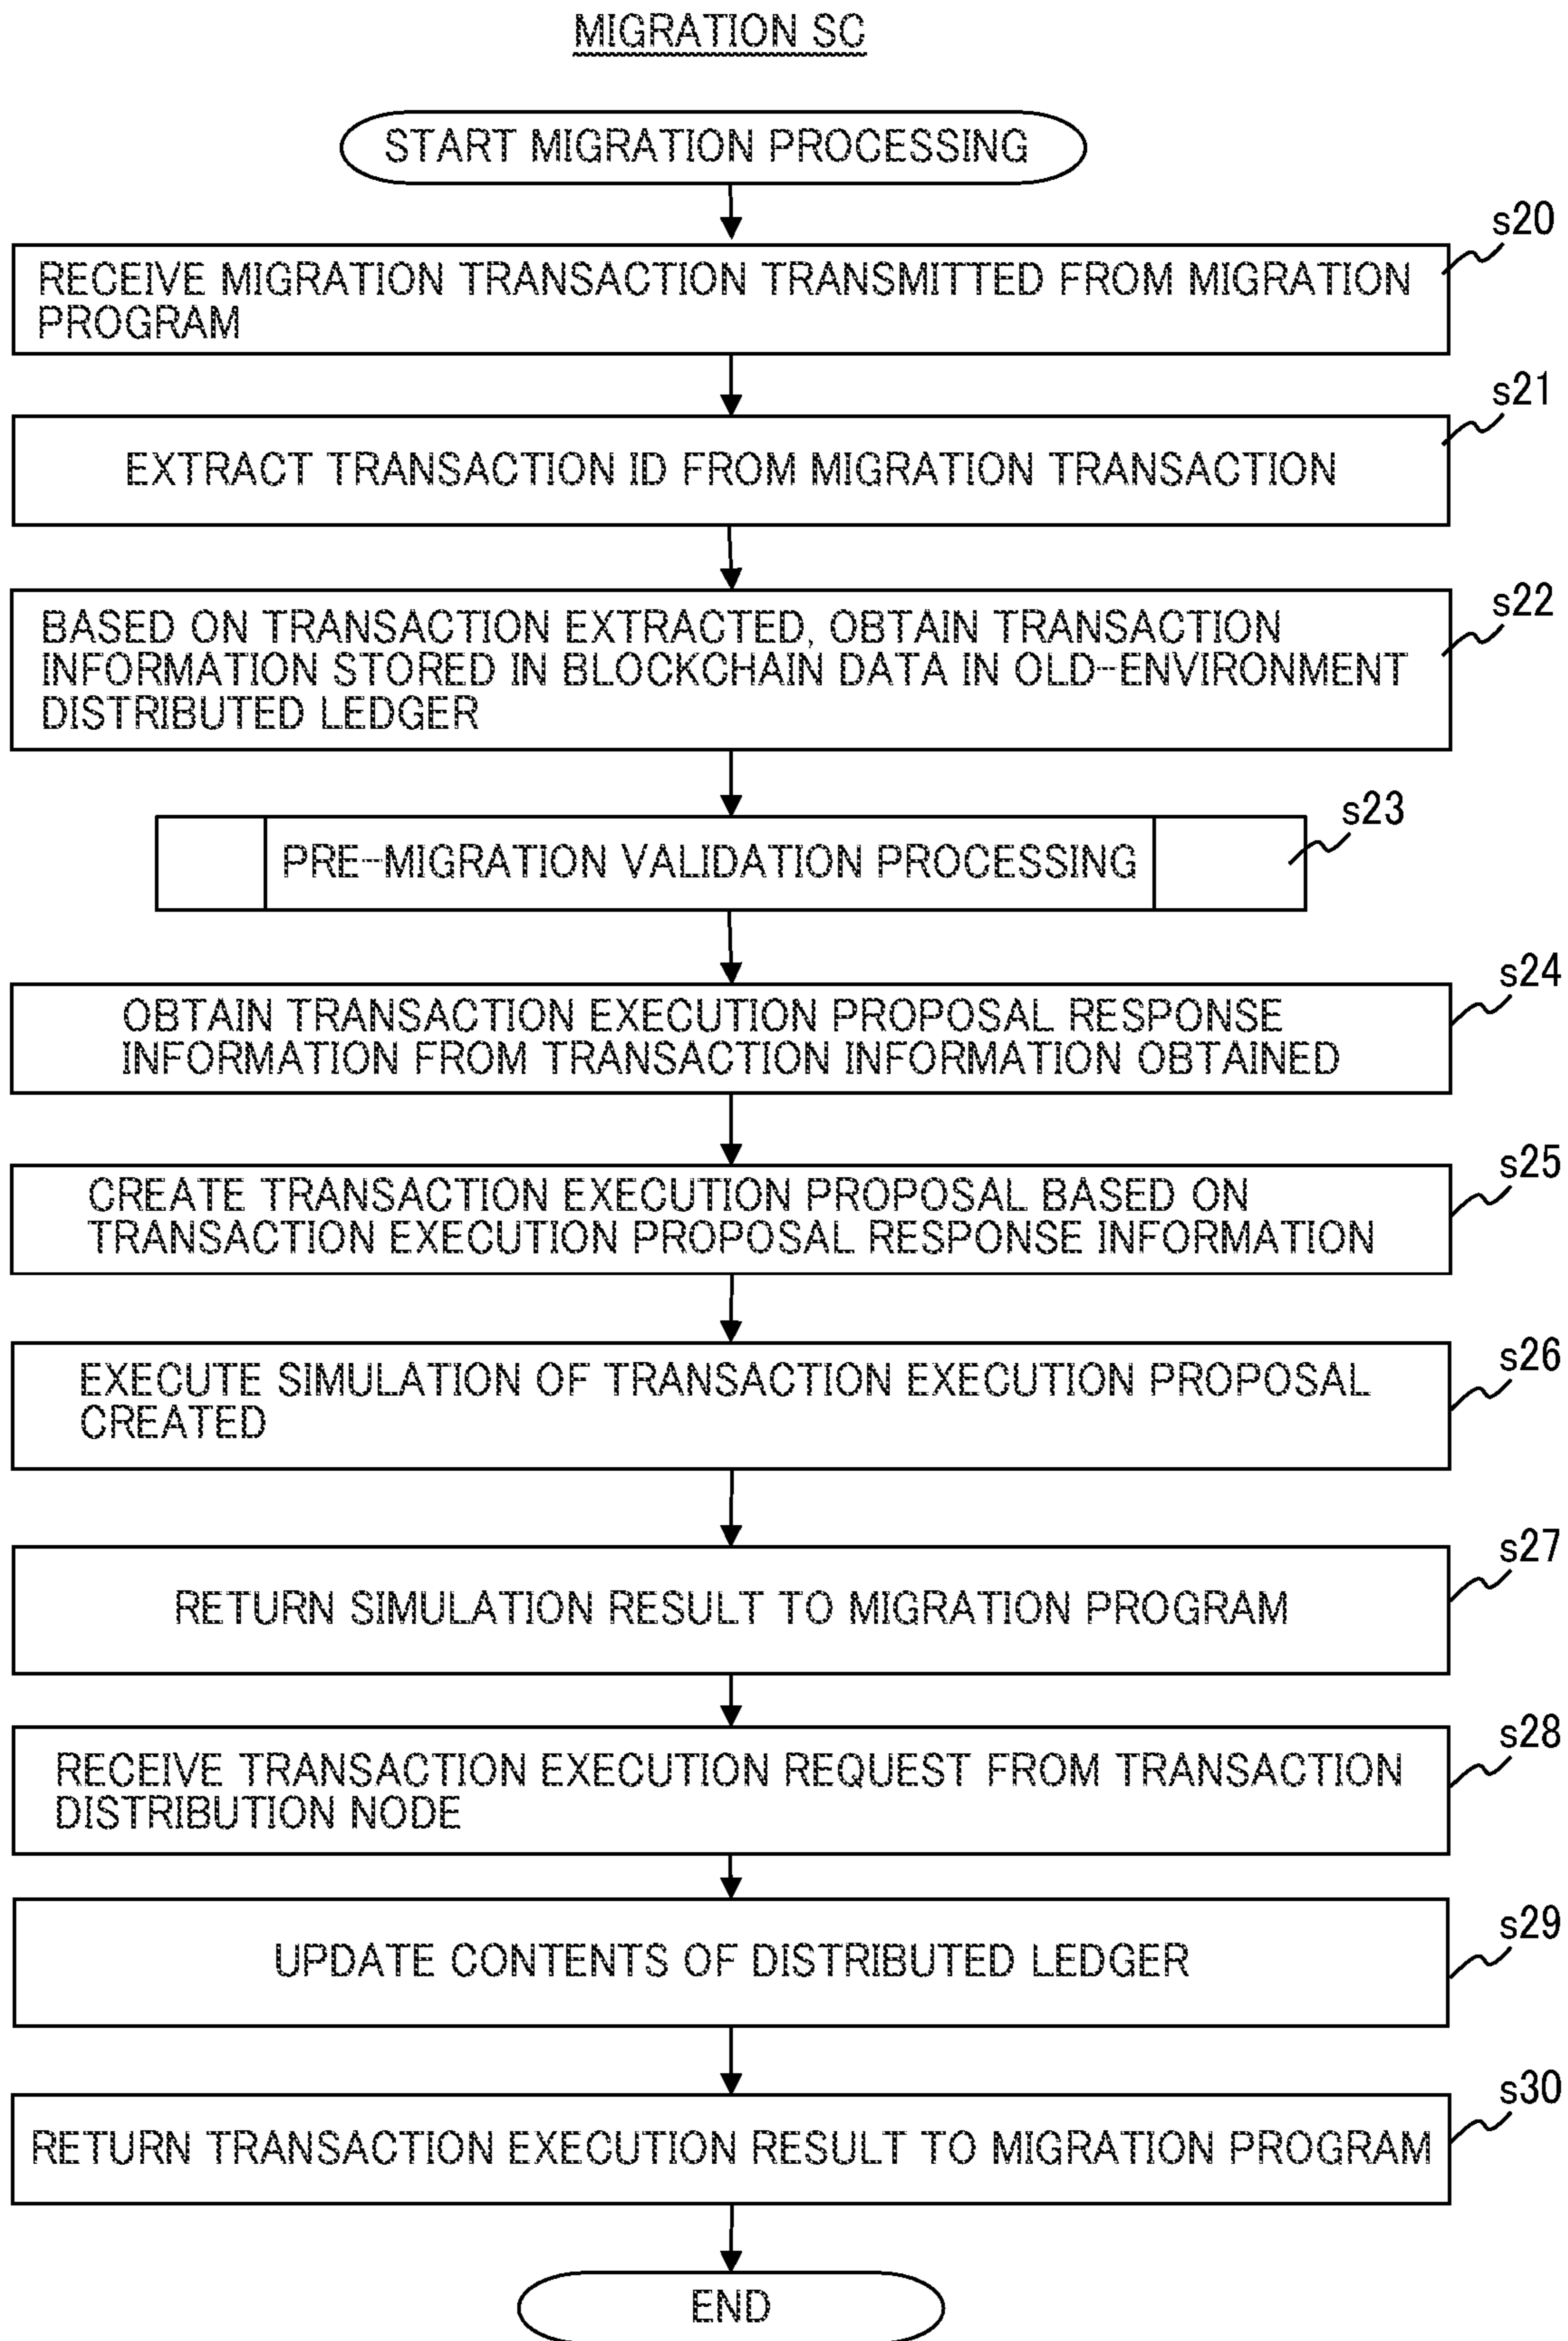 MIGRATION SC
START MIGRATION PROCESSING
s20
RECEIVE MIGRATION TRANSACTION TRANSMITTED FROM MIGRATION
PROGRAM
s21
EXTRACT TRANSACTION ID FROM MIGRATION TRANSACTION
s22
BASED ON TRANSACTION EXTRACTED, OBTAIN TRANSACTION
INFORMATION STORED IN BLOCKCHAIN DATA IN OLD-ENVIRONMENT
DISTRIBUTED LEDGER
s23
PRE-MIGRATION VALIDATION PROCESSING
s24
OBTAIN TRANSACTION EXECUTION PROPOSAL RESPONSE
INFORMATION FROM TRANSACTION INFORMATION OBTAINED
s25
CREATE TRANSACTION EXECUTION PROPOSAL BASED ON
TRANSACTION EXECUTION PROPOSAL RESPONSE INFORMATION
s26
EXECUTE SIMULATION OF TRANSACTION EXECUTION PROPOSAL
CREATED
s27
RETURN SIMULATION RESULT TO MIGRATION PROGRAM
s28
RECEIVE TRANSACTION EXECUTION REQUEST FROM TRANSACTION
DISTRIBUTION NODE
s29
UPDATE CONTENTS OF DISTRIBUTED LEDGER
s30
RETURN TRANSACTION EXECUTION RESULT TO MIGRATION PROGRAM
END